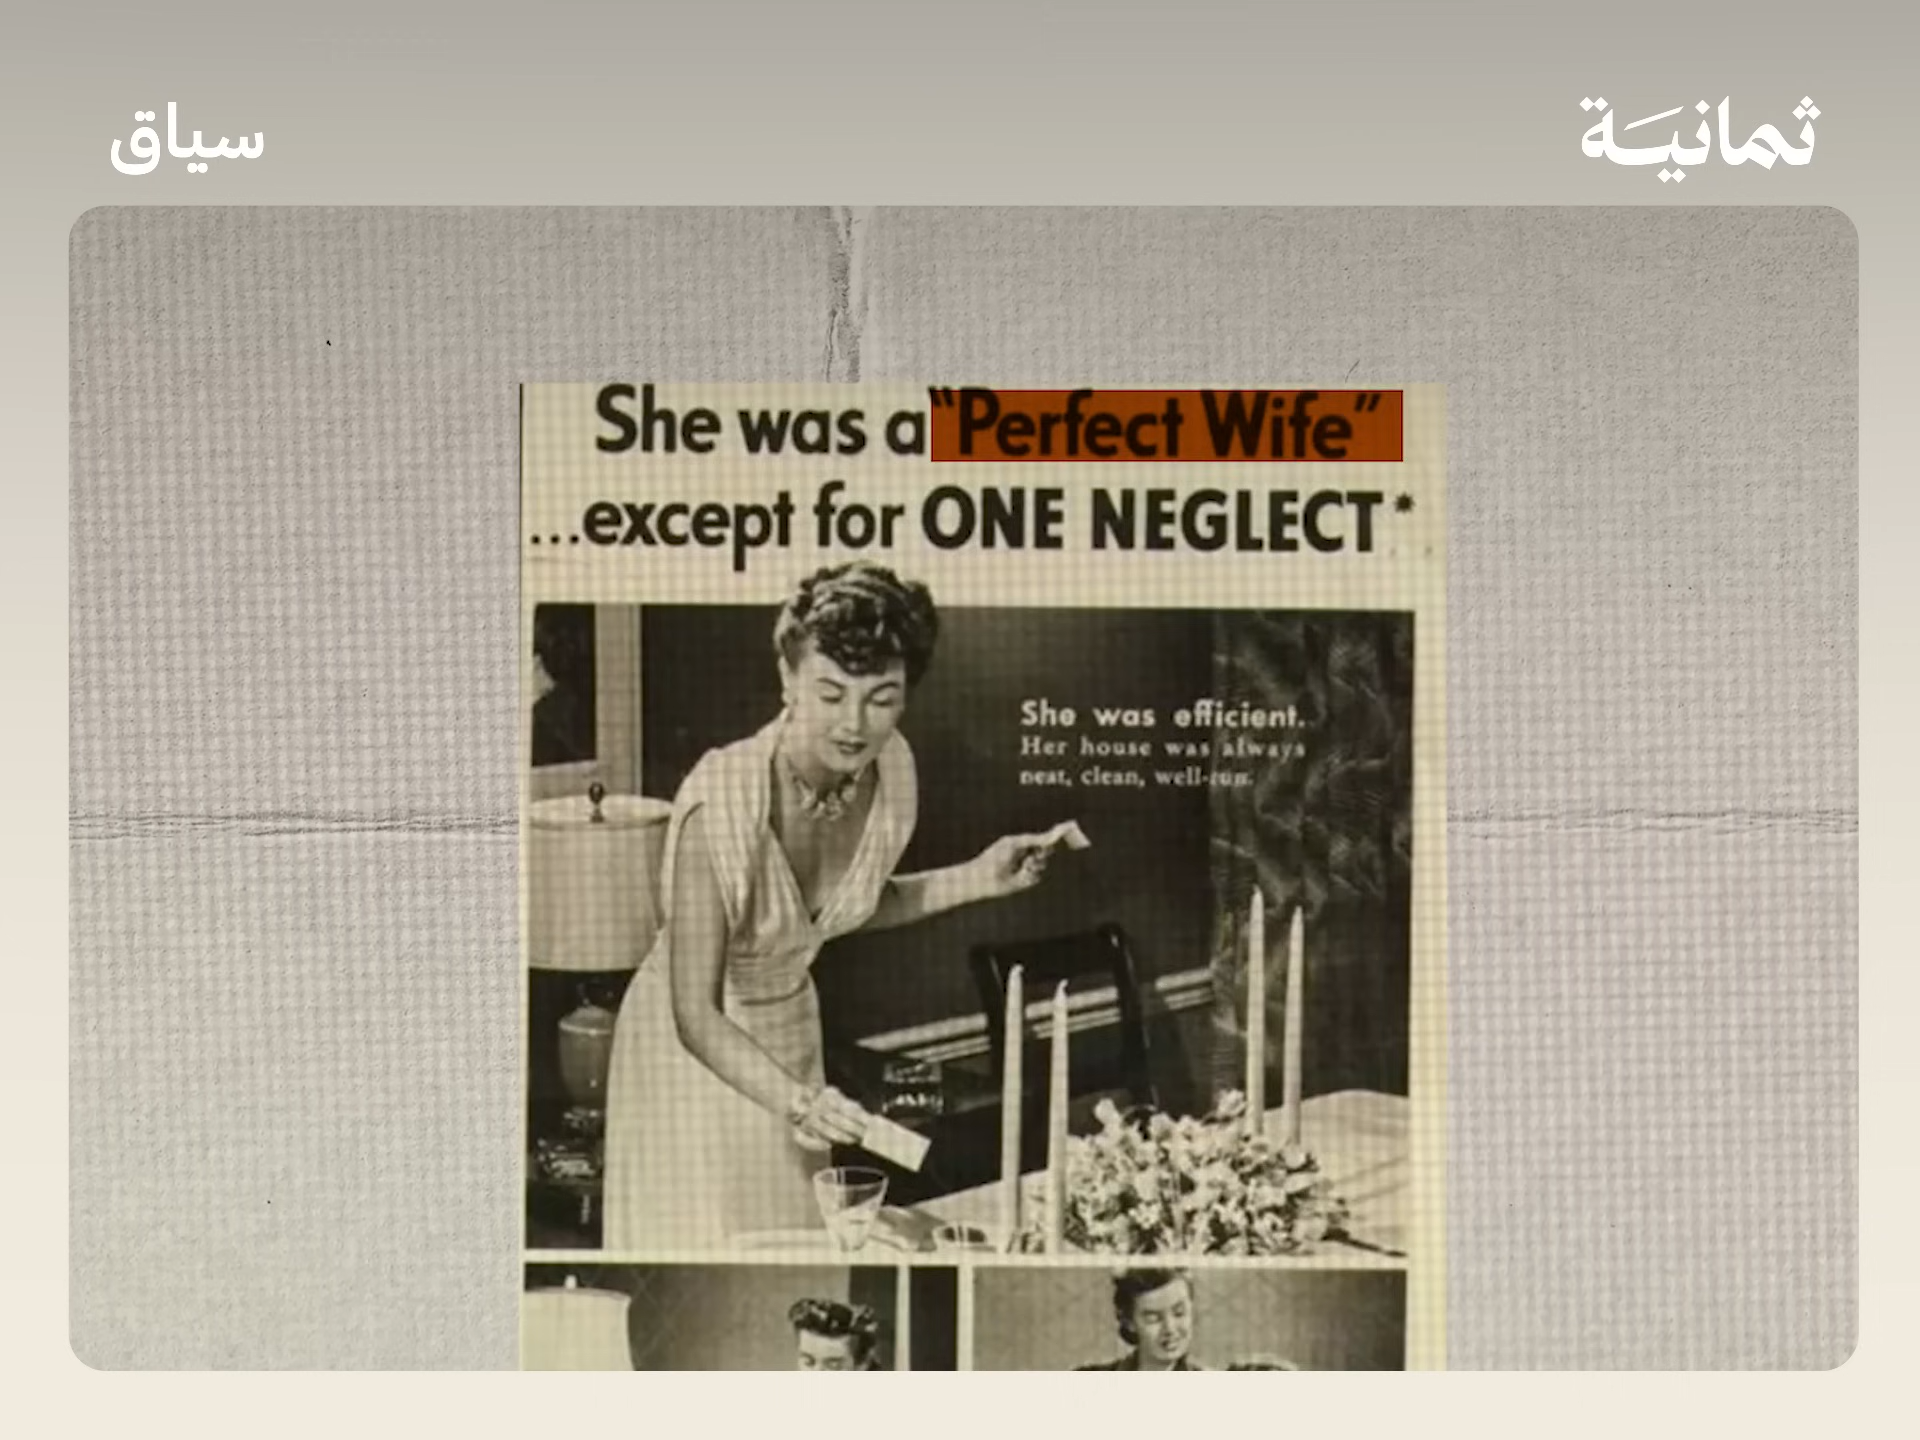 ثمانية
سياق
She was a "Perfect Wife"
...except for ONE NEGLECT*
She was efficient.
Her house was always
neat, clean, well-run.